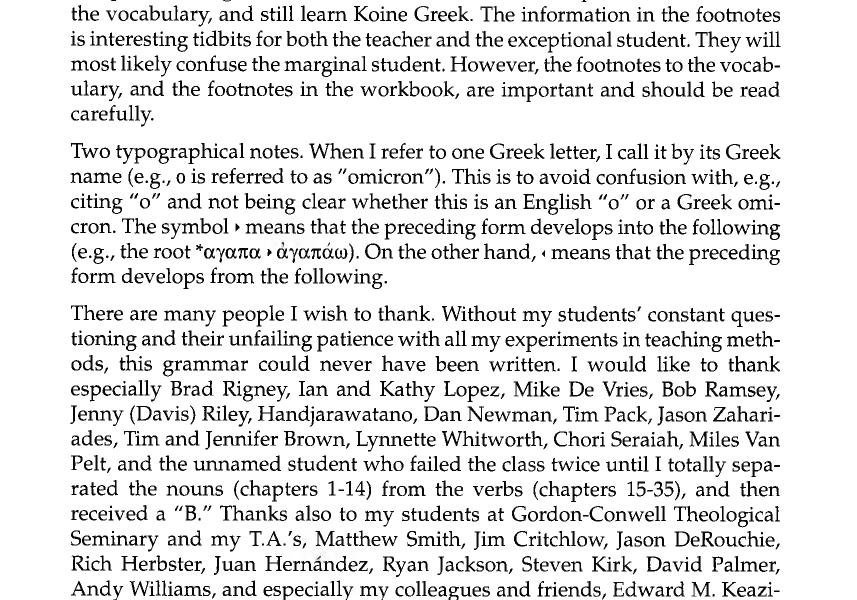 the vocabulary, and still learn Koine Greek. The information in the footnotes
is interesting tidbits for both the teacher and the exceptional student. They will
most likely confuse the marginal student. However, the footnotes to the vocab-
ulary, and the footnotes in the workbook, are important and should be read
carefully.
Two typographical notes. When I refer to one Greek letter, I call it by its Greek
name (e.g., ο is referred to as "omicron"). This is to avoid confusion with, e.g.,
citing "o" and not being clear whether this is an English "o" or a Greek omi-
cron. The symbol ‣ means that the preceding form develops into the following
(e.g., the root *αγαπα ‣ ἀγαπάω). On the other hand, ‹ means that the preceding
form develops from the following.
There are many people I wish to thank. Without my students' constant ques-
tioning and their unfailing patience with all my experiments in teaching meth-
ods, this grammar could never have been written. I would like to thank
especially Brad Rigney, Ian and Kathy Lopez, Mike De Vries, Bob Ramsey,
Jenny (Davis) Riley, Handjarawatano, Dan Newman, Tim Pack, Jason Zahari-
ades, Tim and Jennifer Brown, Lynnette Whitworth, Chori Seraiah, Miles Van
Pelt, and the unnamed student who failed the class twice until I totally sepa-
rated the nouns (chapters 1-14) from the verbs (chapters 15-35), and then
received a "B." Thanks also to my students at Gordon-Conwell Theological
Seminary and my T.A.'s, Matthew Smith, Jim Critchlow, Jason DeRouchie,
Rich Herbster, Juan Hernández, Ryan Jackson, Steven Kirk, David Palmer,
Andy Williams, and especially my colleagues and friends, Edward M. Keazi-